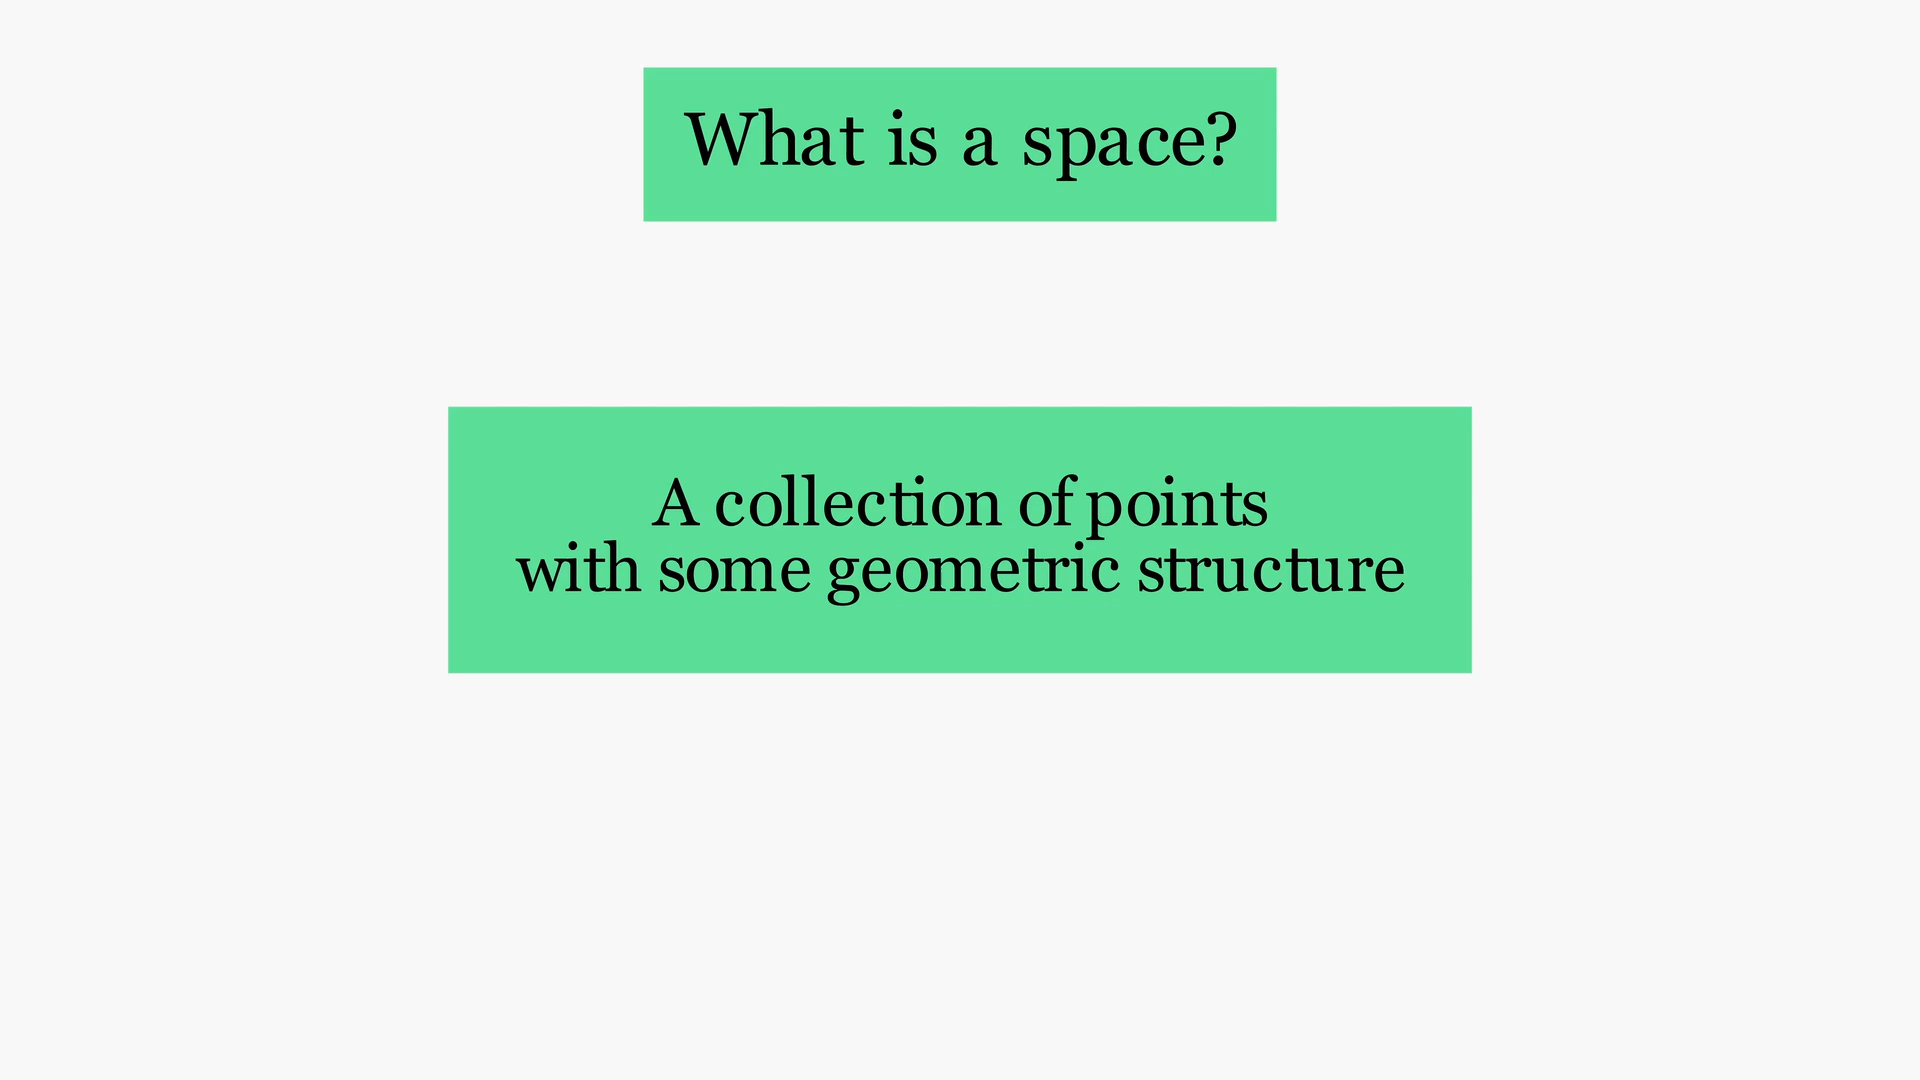 What is a space?
A collection of points
with some geometric structure